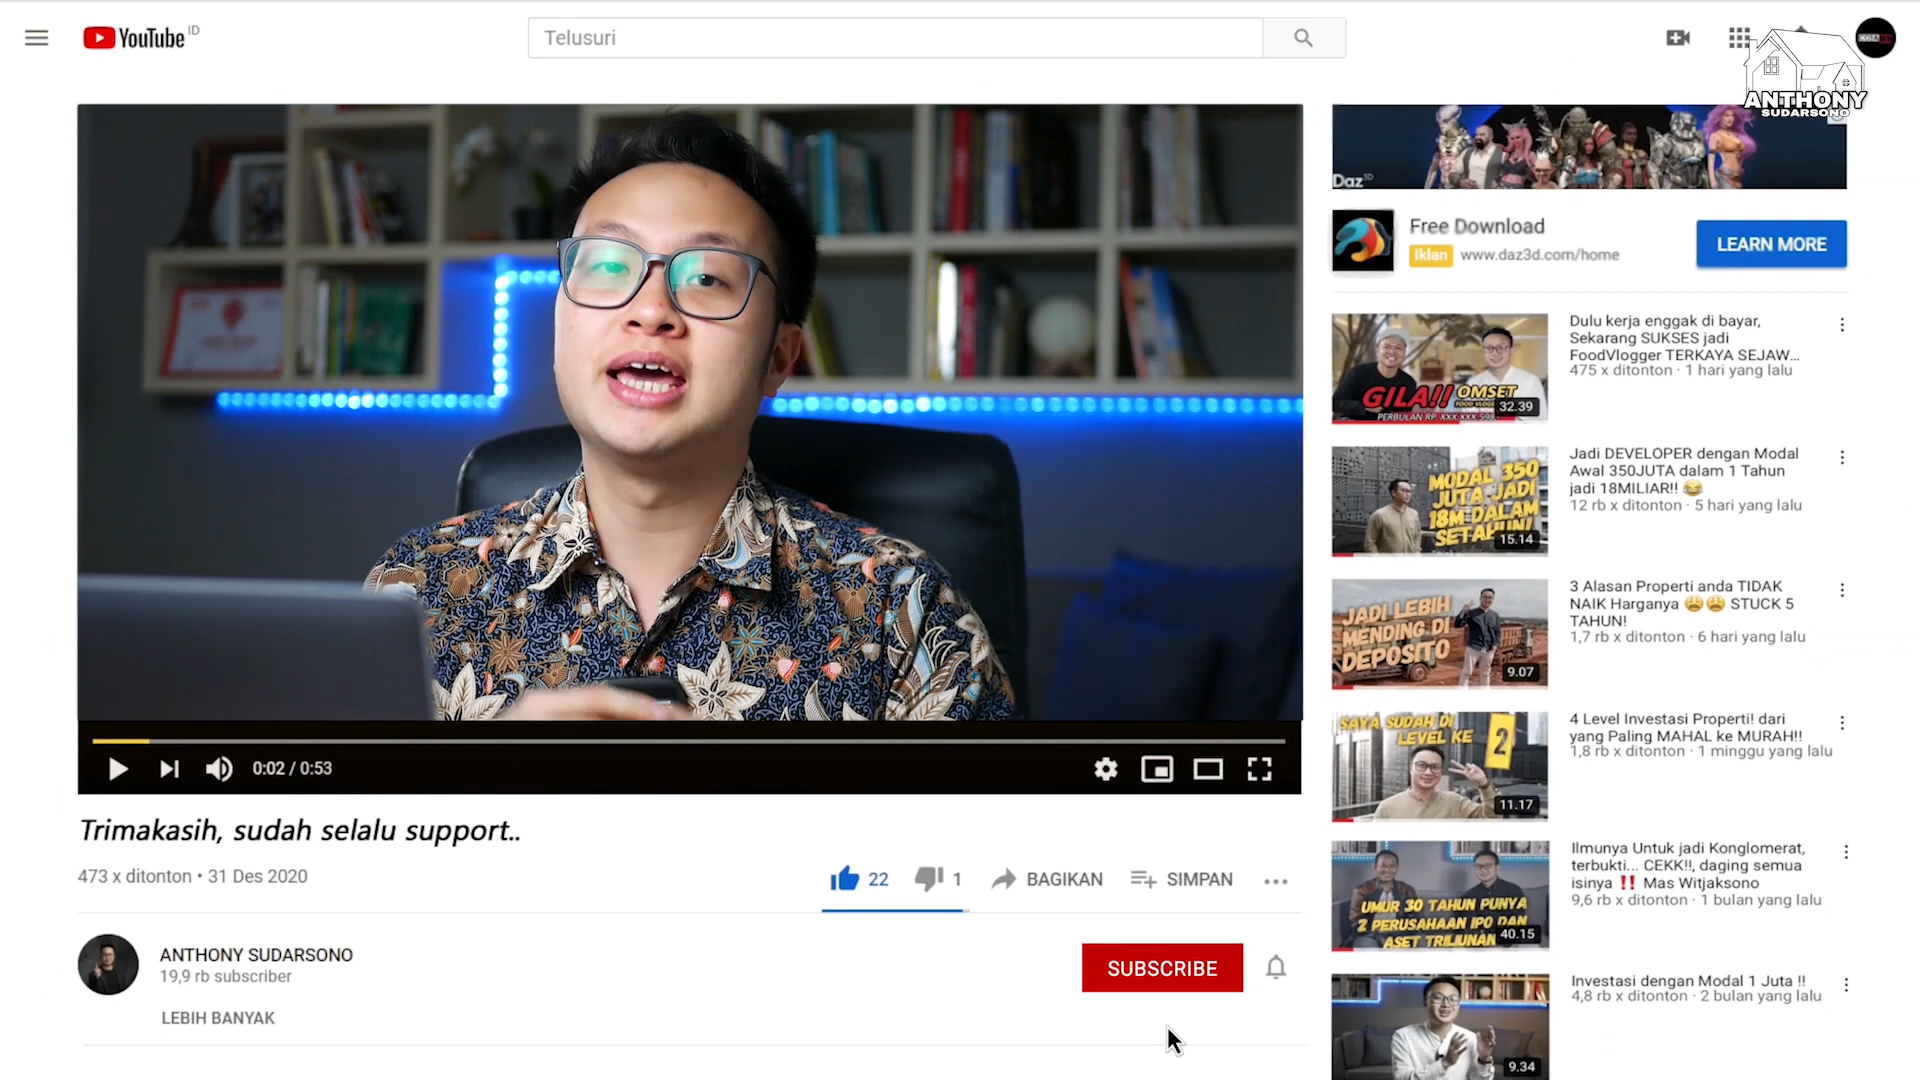 YouTube ID
Telusuri
ANTHONY
SUDARSONO
Daz 3D
Free Download
Iklan www.daz3d.com/home
LEARN MORE
0:02 / 0:53
Trimakasih, sudah selalu support..
473 x ditonton • 31 Des 2020
22
1
BAGIKAN
SIMPAN
ANTHONY SUDARSONO
19,9 rb subscriber
SUBSCRIBE
LEBIH BANYAK
GILA!! OMSET
FOOD VLOGER
PERBULAN RP. XXX.XXX.598
32.39
Dulu kerja enggak di bayar,
Sekarang SUKSES jadi
FoodVlogger TERKAYA SEJAW...
475 x ditonton · 1 hari yang lalu
MODAL 350
JUTA JADI
18M DALAM
SETAHUN!
15.14
Jadi DEVELOPER dengan Modal
Awal 350JUTA dalam 1 Tahun
jadi 18MILIAR!! 😂
12 rb x ditonton · 5 hari yang lalu
JADI LEBIH
MENDING DI
DEPOSITO
9.07
3 Alasan Properti anda TIDAK
NAIK Harganya 😩😩 STUCK 5
TAHUN!
1,7 rb x ditonton · 6 hari yang lalu
SAYA SUDAH DI
LEVEL KE 2
11.17
4 Level Investasi Properti! dari
yang Paling MAHAL ke MURAH!!
1,8 rb x ditonton · 1 minggu yang lalu
UMUR 30 TAHUN PUNYA
2 PERUSAHAAN IPO DAN
ASET TRILIUNAN
40.15
Ilmunya Untuk jadi Konglomerat,
terbukti... CEKK!!, daging semua
isinya ‼️ Mas Witjaksono
9,6 rb x ditonton · 1 bulan yang lalu
9.34
Investasi dengan Modal 1 Juta !!
4,8 rb x ditonton · 2 bulan yang lalu